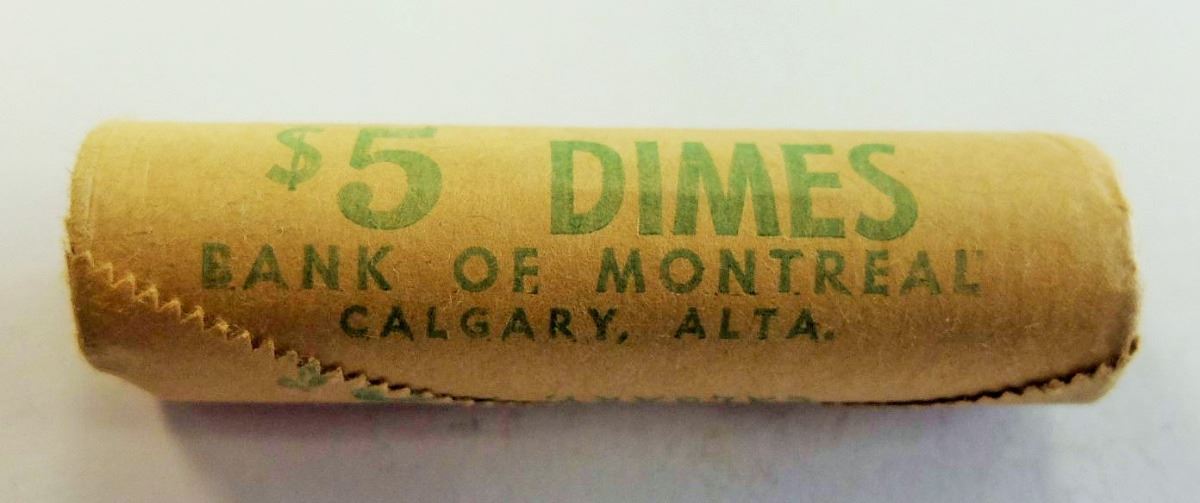 $5 DIMES
BANK OF MONTREAL
CALGARY, ALTA.